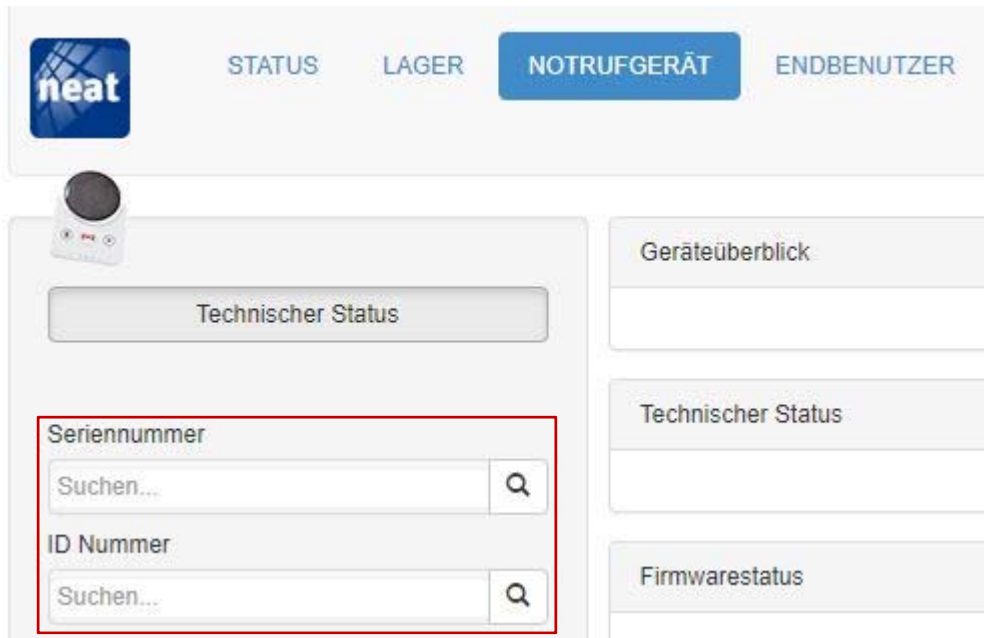 neat
STATUS LAGER NOTRUFGERÄT ENDBENUTZER
Technischer Status
Seriennummer
Suchen...
ID Nummer
Suchen...
Geräteüberblick
Technischer Status
Firmwarestatus